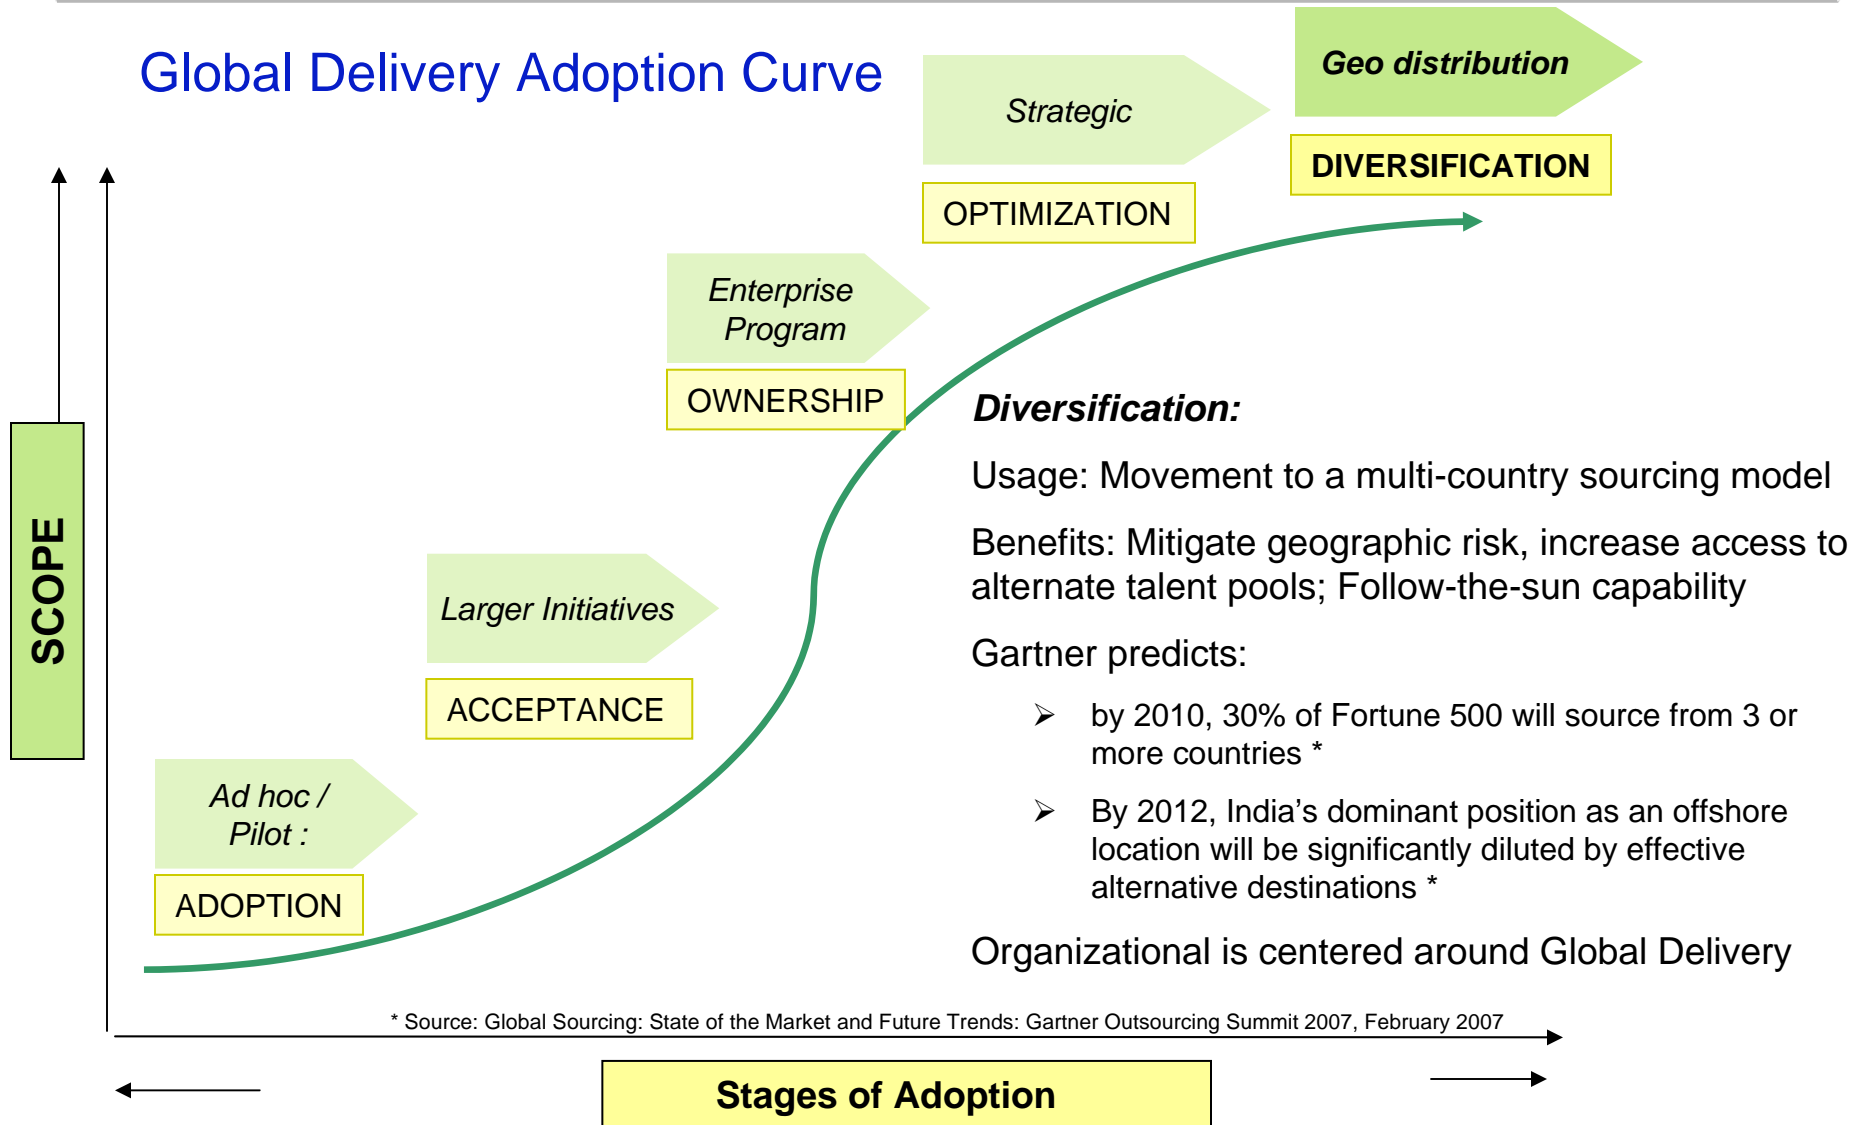 Global Delivery Adoption Curve
Geo distribution
Strategic
DIVERSIFICATION
OPTIMIZATION
Enterprise
Program
OWNERSHIP
Larger Initiatives
ACCEPTANCE
Ad hoc /
Pilot :
ADOPTION
SCOPE
Diversification:
Usage: Movement to a multi-country sourcing model
Benefits: Mitigate geographic risk, increase access to
alternate talent pools; Follow-the-sun capability
Gartner predicts:
➢ by 2010, 30% of Fortune 500 will source from 3 or
more countries *
➢ By 2012, India’s dominant position as an offshore
location will be significantly diluted by effective
alternative destinations *
Organizational is centered around Global Delivery
* Source: Global Sourcing: State of the Market and Future Trends: Gartner Outsourcing Summit 2007, February 2007
Stages of Adoption